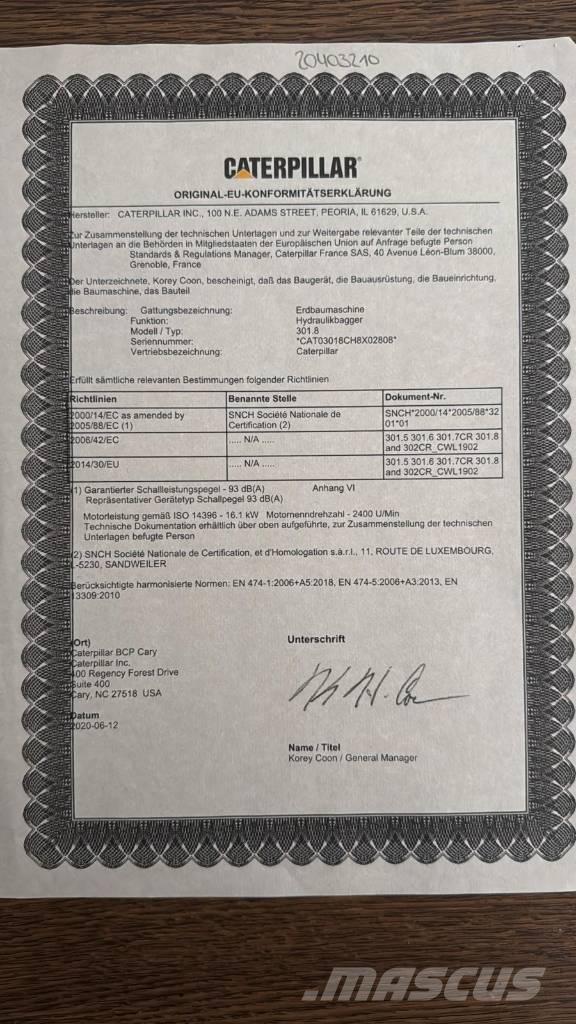 20403210
CATERPILLAR
ORIGINAL-EU-KONFORMITÄTSERKLÄRUNG
Hersteller: CATERPILLAR INC., 100 N.E. ADAMS STREET, PEORIA, IL 61629, U.S.A.
Zur Zusammenstellung der technischen Unterlagen und zur Weitergabe relevanter Teile der technischen
Unterlagen an die Behörden in Mitgliedstaaten der Europäischen Union auf Anfrage befugte Person
Standards & Regulations Manager, Caterpillar France SAS, 40 Avenue Léon-Blum 38000,
Grenoble, France
Der Unterzeichnete, Korey Coon, bescheinigt, daß das Baugerät, die Bauausrüstung, die Baueinrichtung,
die Baumaschine, das Bauteil
Beschreibung: Gattungsbezeichnung: Erdbaumaschine
Funktion: Hydraulikbagger
Modell / Typ: 301.8
Seriennummer: *CAT03018CH8X02808*
Vertriebsbezeichnung: Caterpillar
Erfüllt sämtliche relevanten Bestimmungen folgender Richtlinien
Richtlinien Benannte Stelle Dokument-Nr.
2000/14/EC as amended by SNCH Société Nationale de SNCH*2000/14*2005/88*32
2005/88/EC (1) Certification (2) 01*01
2006/42/EC ..... N/A ..... 301.5 301.6 301.7CR 301.8
and 302CR_CWL1902
2014/30/EU ..... N/A ..... 301.5 301.6 301.7CR 301.8
and 302CR_CWL1902
(1) Garantierter Schallleistungspegel - 93 dB(A) Anhang VI
Repräsentativer Gerätetyp Schallpegel 93 dB(A)
Motorleistung gemäß ISO 14396 - 16.1 kW Motornenndrehzahl - 2400 U/Min
Technische Dokumentation erhältlich über oben aufgeführte, zur Zusammenstellung der technischen
Unterlagen befugte Person
(2) SNCH Société Nationale de Certification, et d'Homologation s.à.r.l., 11, ROUTE DE LUXEMBOURG,
L-5230, SANDWEILER
Berücksichtigte harmonisierte Normen: EN 474-1:2006+A5:2018, EN 474-5:2006+A3:2013, EN
13309:2010
(Ort) Unterschrift
Caterpillar BCP Cary
Caterpillar Inc.
400 Regency Forest Drive
Suite 400
Cary, NC 27518 USA
Datum
2020-06-12
Name / Titel
Korey Coon / General Manager
.MASCUS